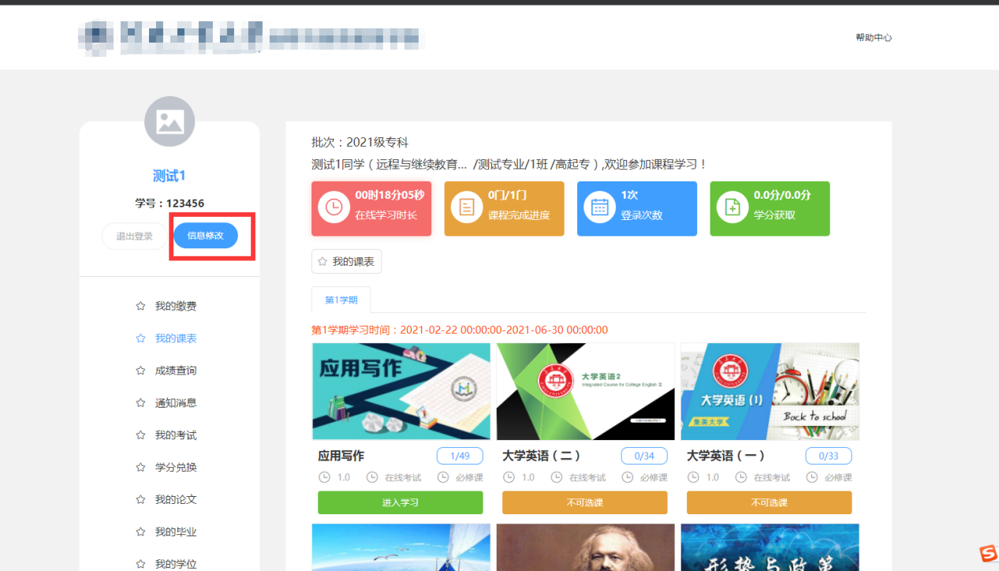 帮助中心
测试1
学号：123456
退出登录 信息修改
我的缴费
我的课表
成绩查询
通知消息
我的考试
学分兑换
我的论文
我的毕业
我的学位
批次：2021级专科
测试1同学（远程与继续教育... /测试专业/1班 /高起专）,欢迎参加课程学习！
00时18分05秒
在线学习时长
0门/1门
课程完成进度
1次
登录次数
0.0分/0.0分
学分获取
我的课表
第1学期
第1学期学习时间：2021-02-22 00:00:00-2021-06-30 00:00:00
应用写作
大学英语2
Integrated Course for College English II
大学英语 (1)
集美大学
Back to school
应用写作 1/49
1.0 在线考试 必修课
进入学习
大学英语（二） 0/34
1.0 在线考试 必修课
不可选课
大学英语（一） 0/33
1.0 在线考试 必修课
不可选课
形势与政策
S